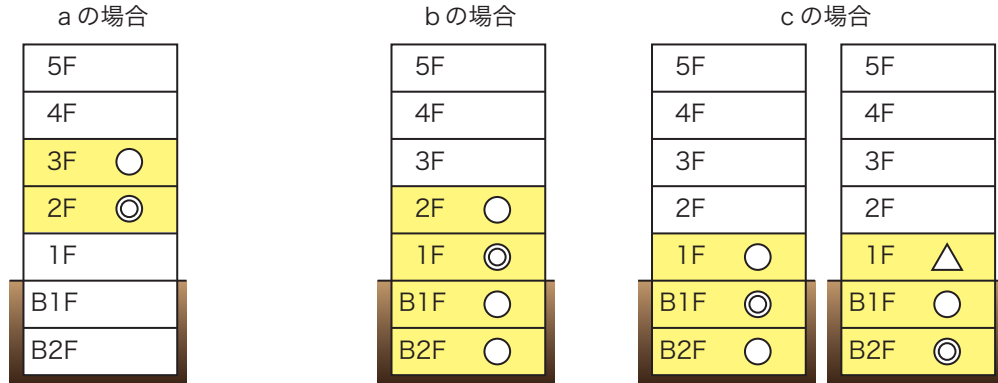 aの場合
5F
4F
3F ○
2F ◎
1F
B1F
B2F
bの場合
5F
4F
3F
2F ○
1F ◎
B1F ○
B2F ○
cの場合
5F
4F
3F
2F
1F ○
B1F ◎
B2F ○
5F
4F
3F
2F
1F △
B1F ○
B2F ◎